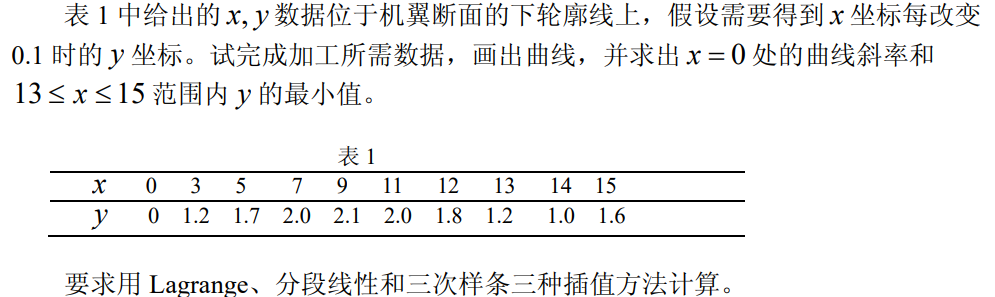 表 1 中给出的 x, y 数据位于机翼断面的下轮廓线上，假设需要得到 x 坐标每改变
0.1 时的 y 坐标。试完成加工所需数据，画出曲线，并求出 x = 0 处的曲线斜率和
13 ≤ x ≤ 15 范围内 y 的最小值。
表 1
x 0 3 5 7 9 11 12 13 14 15
y 0 1.2 1.7 2.0 2.1 2.0 1.8 1.2 1.0 1.6
要求用 Lagrange、分段线性和三次样条三种插值方法计算。